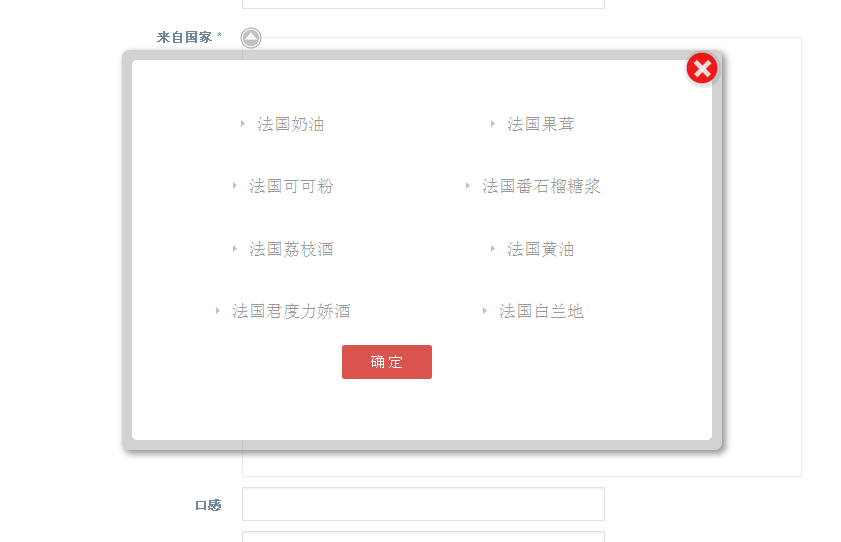 来自国家 *
法国奶油 法国果茸
法国可可粉 法国番石榴糖浆
法国荔枝酒 法国黄油
法国君度力娇酒 法国白兰地
确定
口感